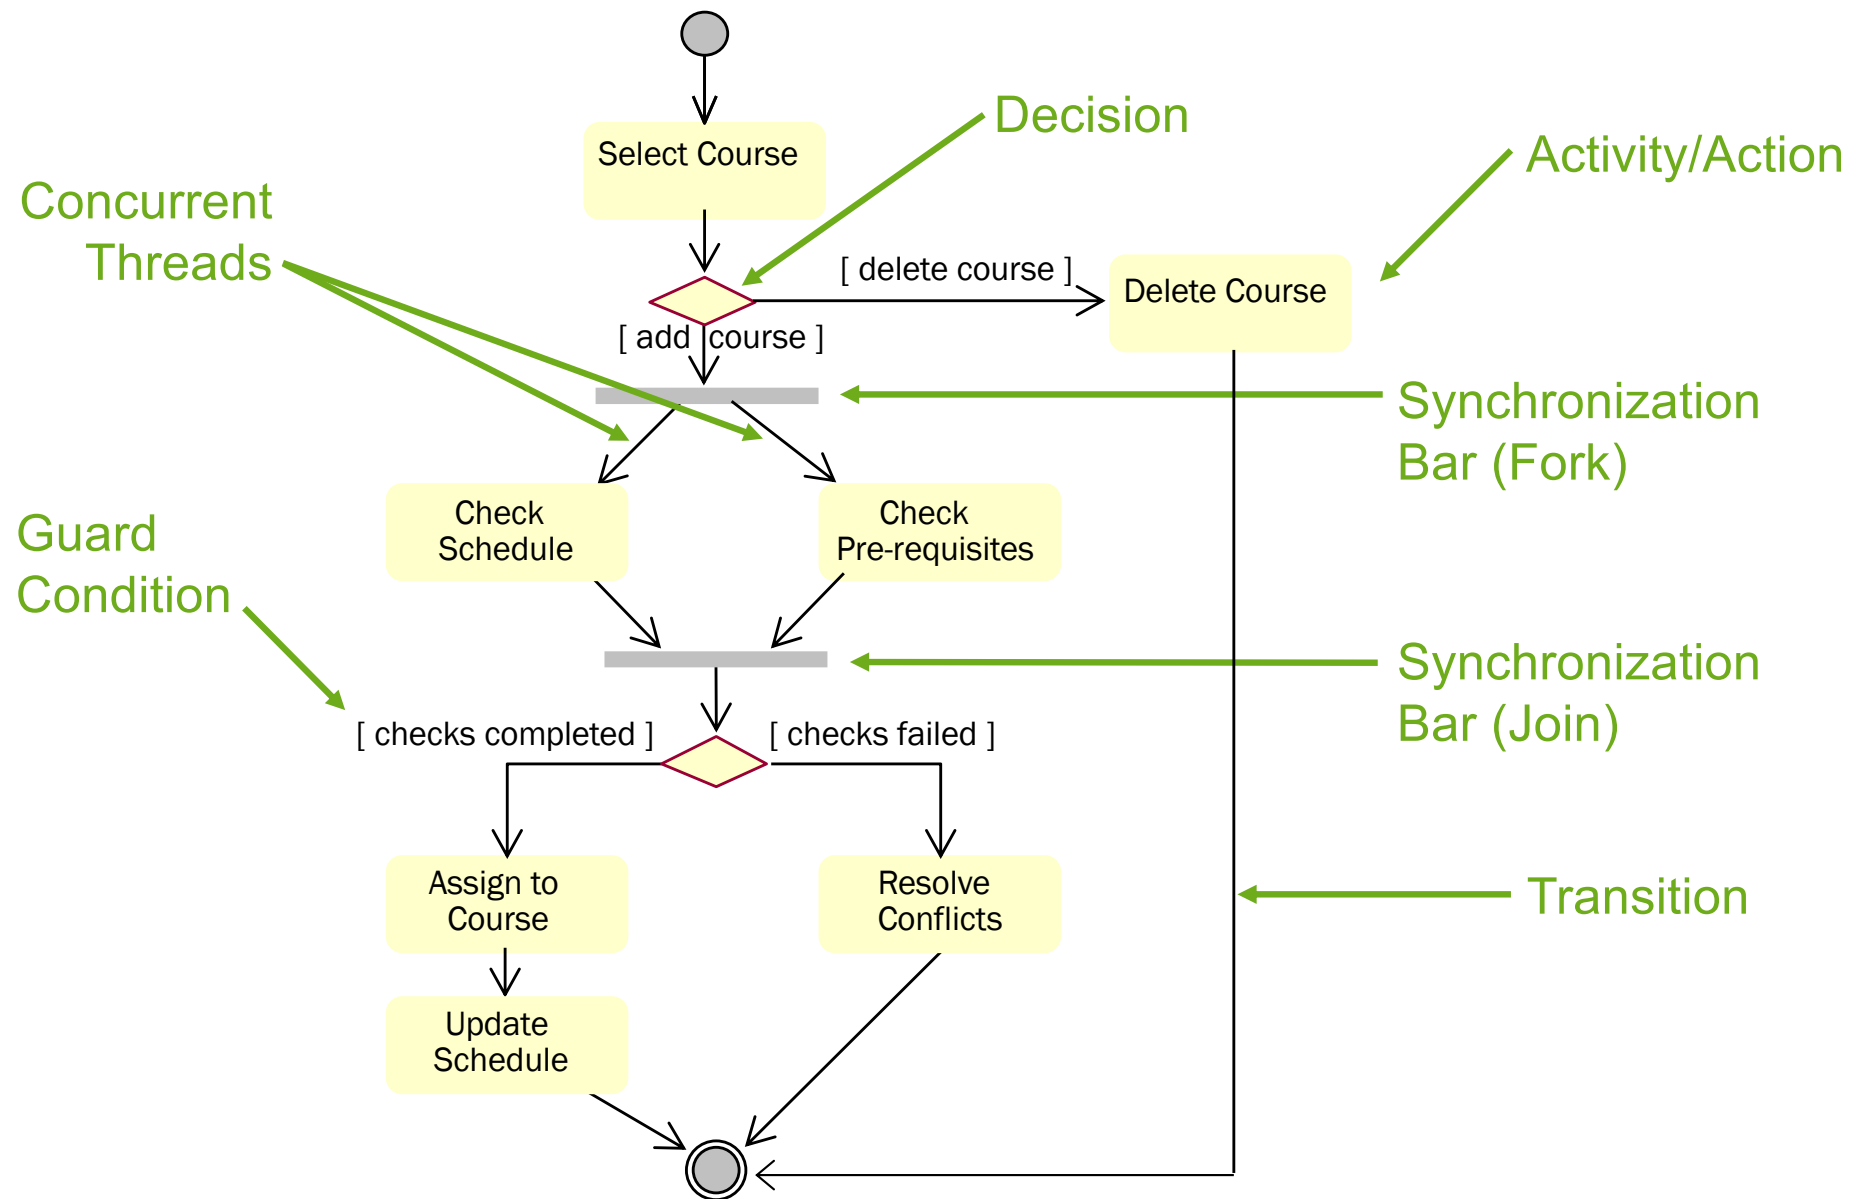 Decision
Activity/Action
Select Course
Concurrent
Threads
[ delete course ]
Delete Course
[ add course ]
Synchronization
Bar (Fork)
Check
Schedule
Check
Pre-requisites
Guard
Condition
Synchronization
Bar (Join)
[ checks completed ]
[ checks failed ]
Assign to
Course
Resolve
Conflicts
Transition
Update
Schedule